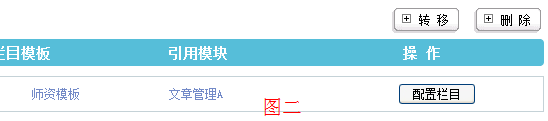 转 移 删 除
栏目模板 引用模块 操 作
师资模板 文章管理A 配置栏目
图二